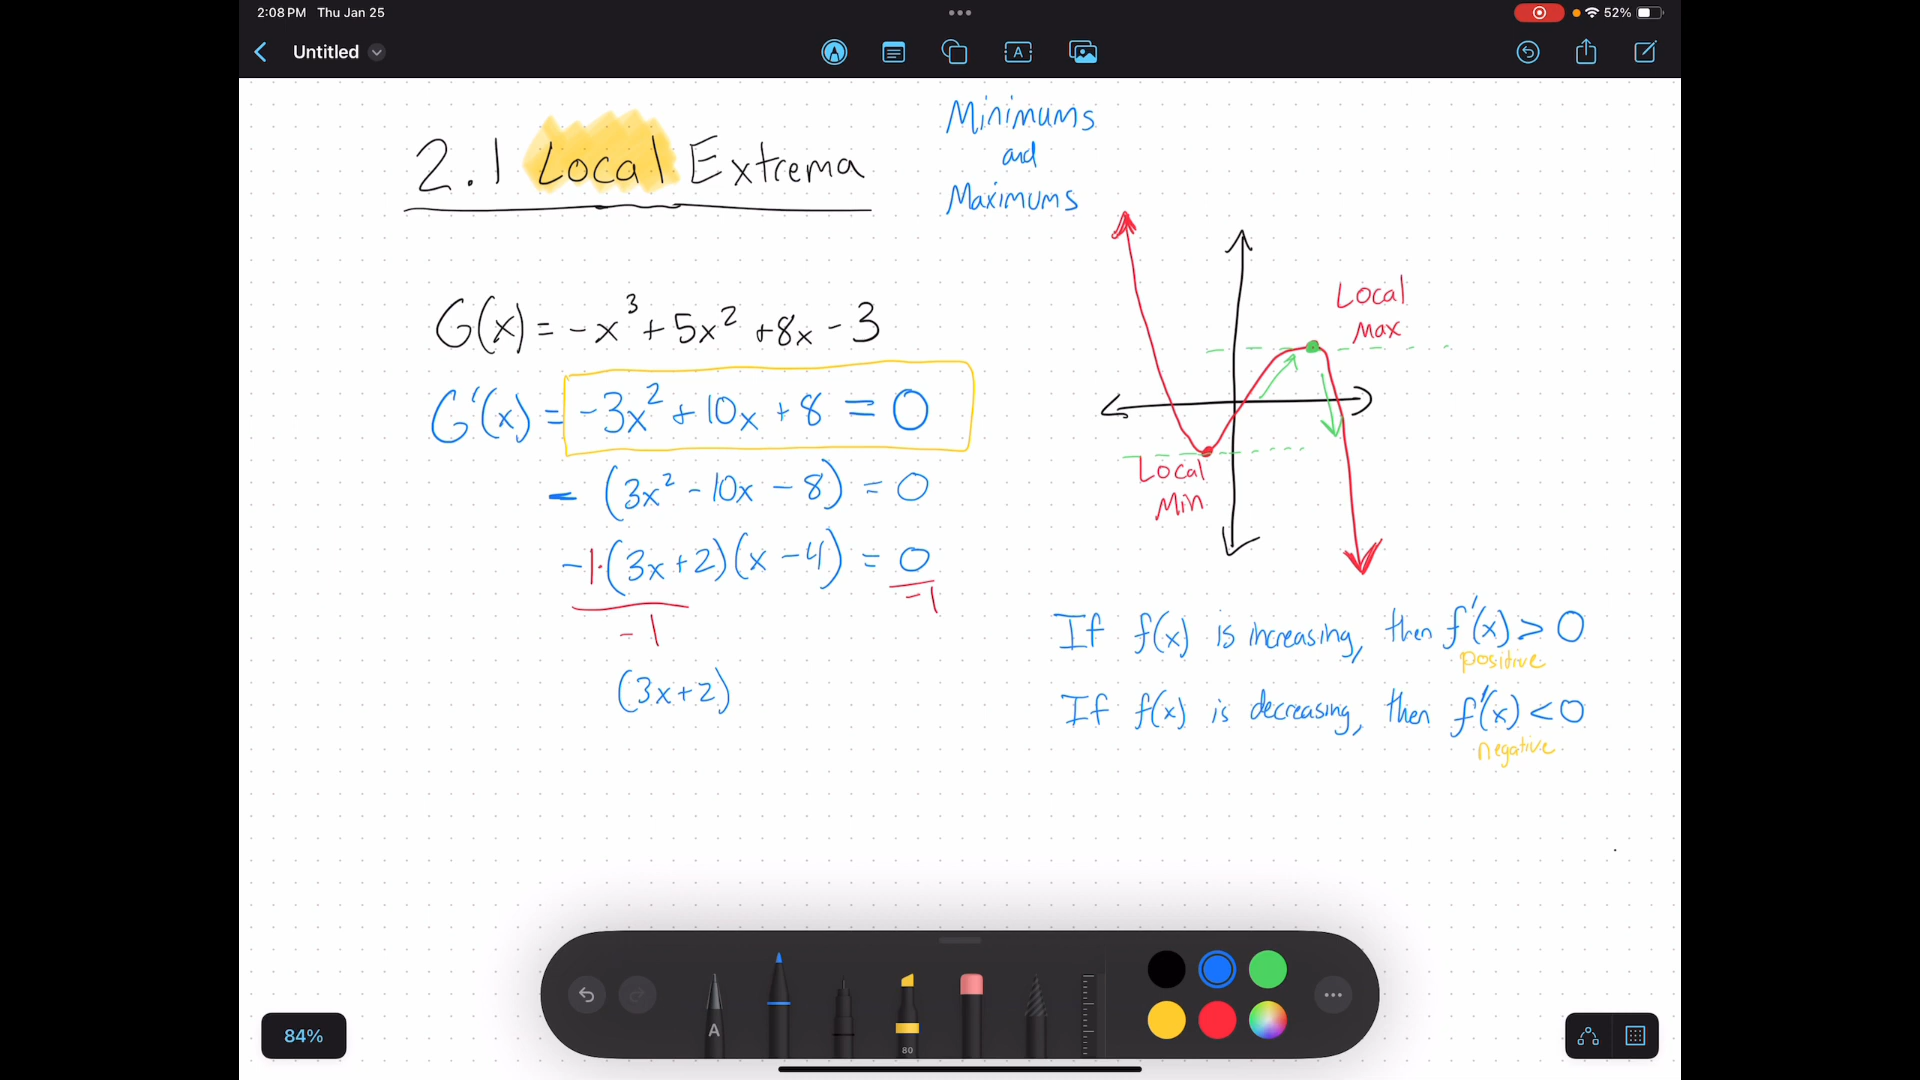 2:08 PM Thu Jan 25
52%
Untitled
A
2.1 Local Extrema
Minimums
and
Maximums
G(x) = -x³ + 5x² + 8x - 3
G'(x) = -3x² + 10x + 8 = 0
- (3x² - 10x - 8) = 0
-1·(3x+2)(x-4) = 0
-1
-1
(3x+2)
Local
Max
Local
Min
If f(x) is increasing, then f'(x) > 0
positive
If f(x) is decreasing, then f'(x) < 0
negative
A
80
84%